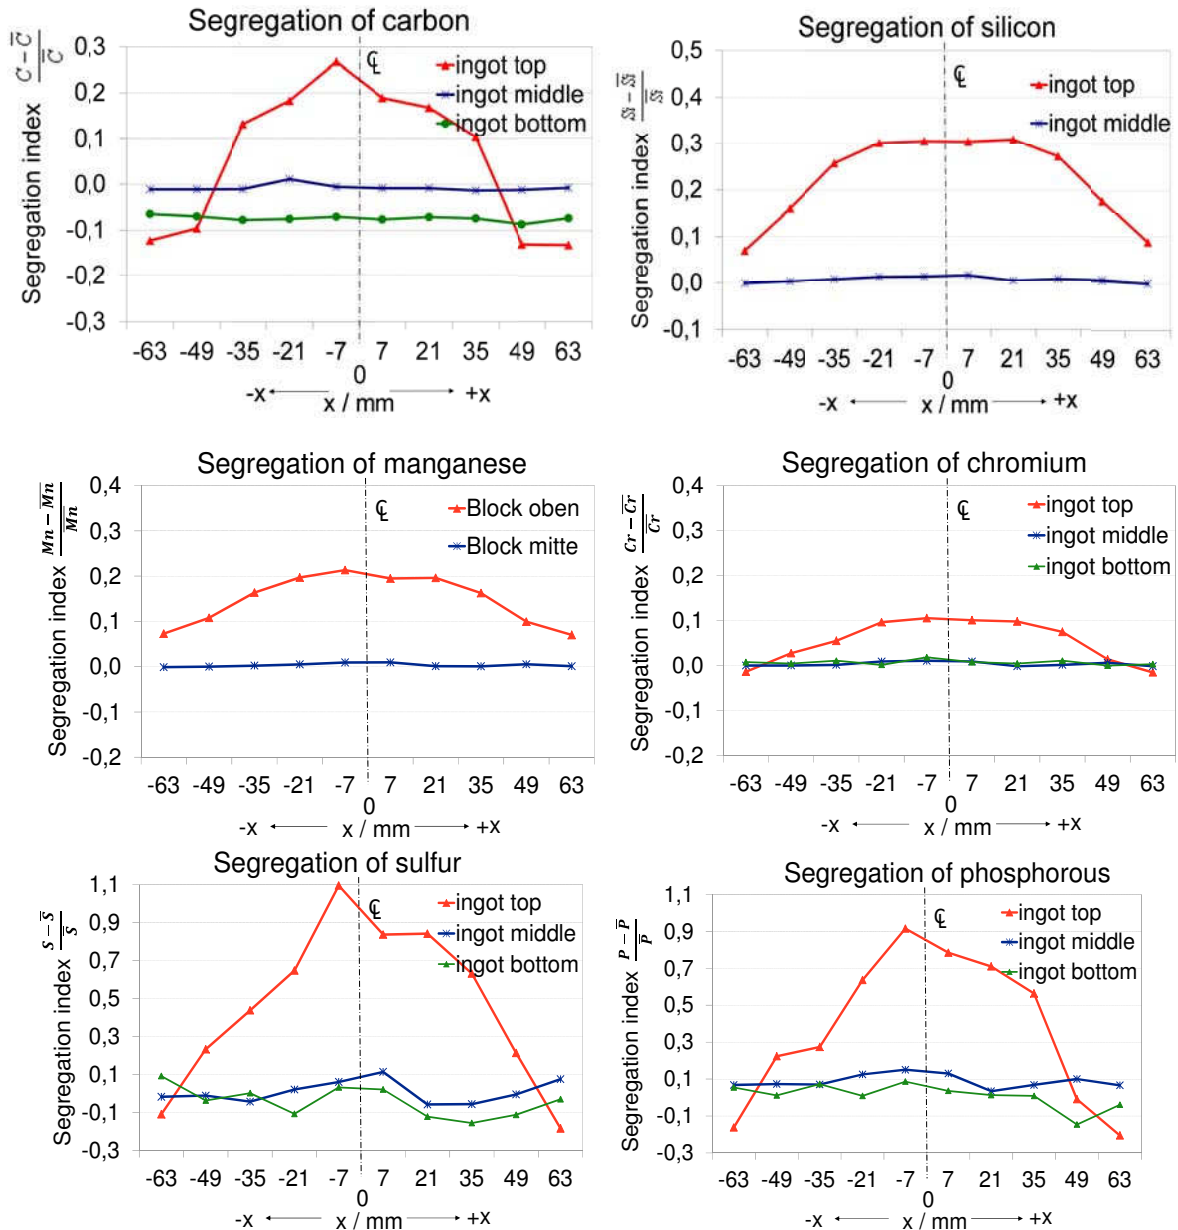 Segregation of carbon
Segregation index C – C̅ / C̅
0,3
0,2
0,1
0,0
-0,1
-0,2
-0,3
℄
ingot top
ingot middle
ingot bottom
-63 -49 -35 -21 -7 7 21 35 49 63
0
-x x / mm +x
Segregation of silicon
Segregation index
0,5
0,4
0,3
0,2
0,1
0,0
-0,1
℄
ingot top
ingot middle
-63 -49 -35 -21 -7 7 21 35 49 63
0
-x x / mm +x
Segregation of manganese
Segregation index Mn – M̅n̅ / M̅n̅
0,4
0,3
0,2
0,1
0,0
-0,1
-0,2
℄
Block oben
Block mitte
-63 -49 -35 -21 -7 7 21 35 49 63
0
-x x / mm +x
Segregation of chromium
Segregation index Cr – C̅r̅ / C̅r̅
0,4
0,3
0,2
0,1
0,0
-0,1
-0,2
℄
ingot top
ingot middle
ingot bottom
-63 -49 -35 -21 -7 7 21 35 49 63
0
-x x / mm +x
Segregation of sulfur
Segregation index S – S̅ / S̅
1,1
0,9
0,7
0,5
0,3
0,1
-0,1
-0,3
℄
ingot top
ingot middle
ingot bottom
-63 -49 -35 -21 -7 7 21 35 49 63
0
-x x / mm +x
Segregation of phosphorous
Segregation index P – P̅ / P̅
1,1
0,9
0,7
0,5
0,3
0,1
-0,1
-0,3
℄
ingot top
ingot middle
ingot bottom
-63 -49 -35 -21 -7 7 21 35 49 63
0
-x x / mm +x